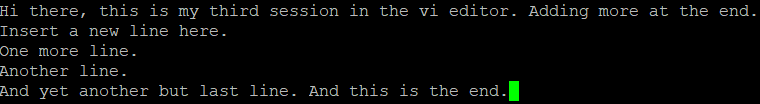 Hi there, this is my third session in the vi editor. Adding more at the end.
Insert a new line here.
One more line.
Another line.
And yet another but last line. And this is the end.